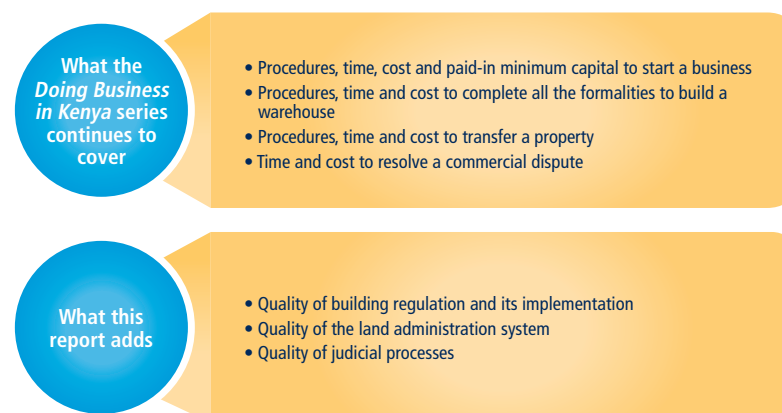 What the
Doing Business
in Kenya series
continues to
cover
• Procedures, time, cost and paid-in minimum capital to start a business
• Procedures, time and cost to complete all the formalities to build a
warehouse
• Procedures, time and cost to transfer a property
• Time and cost to resolve a commercial dispute
What this
report adds
• Quality of building regulation and its implementation
• Quality of the land administration system
• Quality of judicial processes